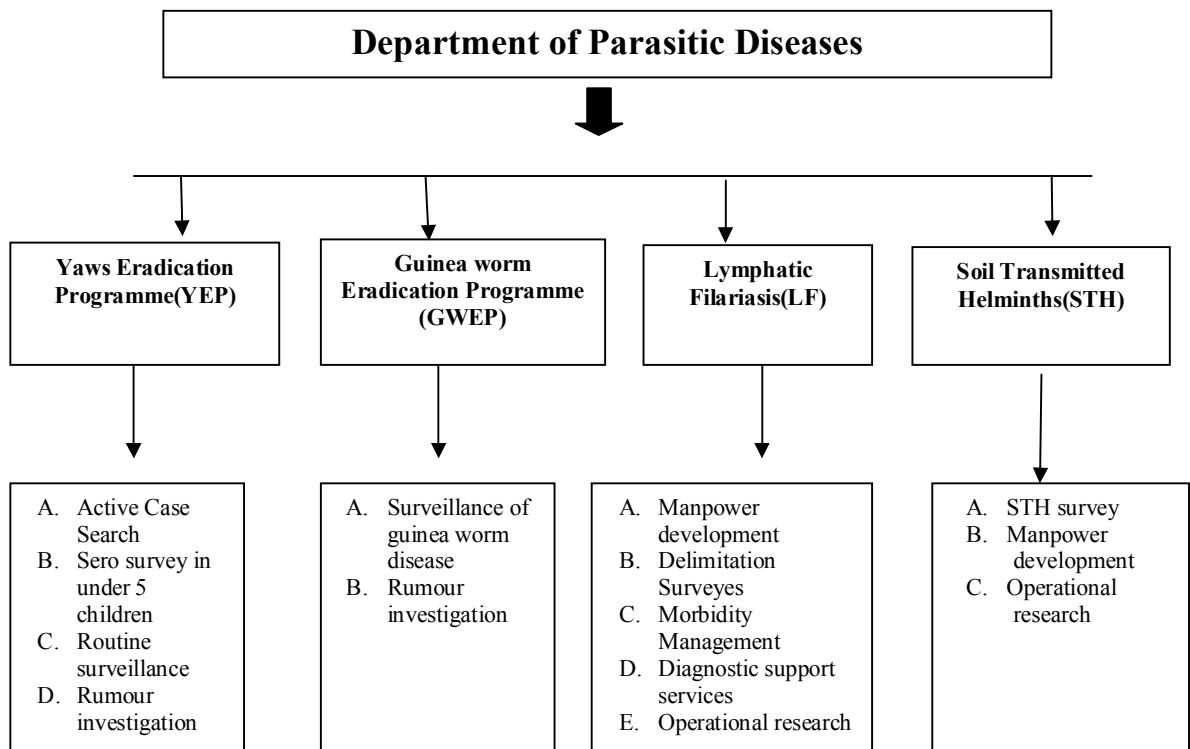 Department of Parasitic Diseases
Yaws Eradication
Programme(YEP)
Guinea worm
Eradication Programme
(GWEP)
Lymphatic
Filariasis(LF)
Soil Transmitted
Helminths(STH)
A. Active Case
Search
B. Sero survey in
under 5
children
C. Routine
surveillance
D. Rumour
investigation
A. Surveillance of
guinea worm
disease
B. Rumour
investigation
A. Manpower
development
B. Delimitation
Surveyes
C. Morbidity
Management
D. Diagnostic support
services
E. Operational research
A. STH survey
B. Manpower
development
C. Operational
research